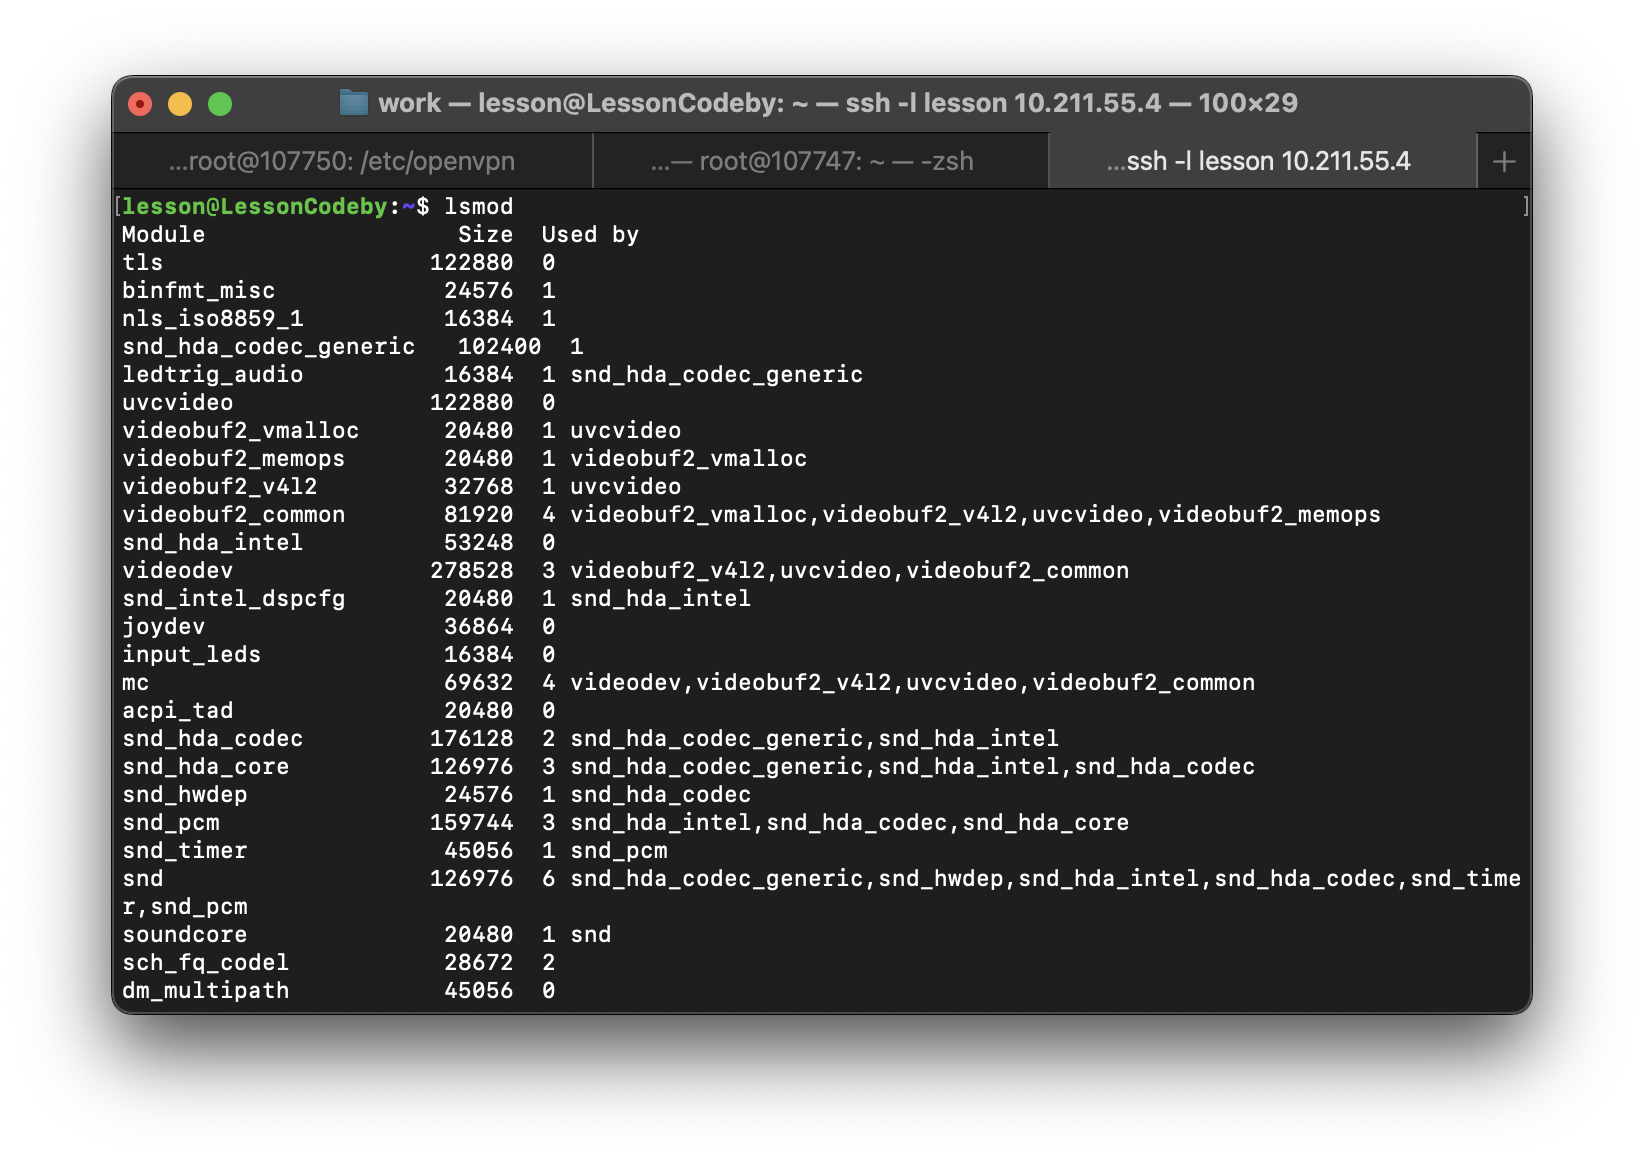 work — lesson@LessonCodeby: ~ — ssh -l lesson 10.211.55.4 — 100×29
...root@107750: /etc/openvpn
...— root@107747: ~ — -zsh
...ssh -l lesson 10.211.55.4
+
[lesson@LessonCodeby:~$ lsmod ]
Module                  Size  Used by
tls                   122880  0
binfmt_misc            24576  1
nls_iso8859_1          16384  1
snd_hda_codec_generic   102400  1
ledtrig_audio          16384  1 snd_hda_codec_generic
uvcvideo              122880  0
videobuf2_vmalloc      20480  1 uvcvideo
videobuf2_memops       20480  1 videobuf2_vmalloc
videobuf2_v4l2         32768  1 uvcvideo
videobuf2_common       81920  4 videobuf2_vmalloc,videobuf2_v4l2,uvcvideo,videobuf2_memops
snd_hda_intel          53248  0
videodev              278528  3 videobuf2_v4l2,uvcvideo,videobuf2_common
snd_intel_dspcfg       20480  1 snd_hda_intel
joydev                 36864  0
input_leds             16384  0
mc                     69632  4 videodev,videobuf2_v4l2,uvcvideo,videobuf2_common
acpi_tad               20480  0
snd_hda_codec         176128  2 snd_hda_codec_generic,snd_hda_intel
snd_hda_core          126976  3 snd_hda_codec_generic,snd_hda_intel,snd_hda_codec
snd_hwdep              24576  1 snd_hda_codec
snd_pcm               159744  3 snd_hda_intel,snd_hda_codec,snd_hda_core
snd_timer              45056  1 snd_pcm
snd                   126976  6 snd_hda_codec_generic,snd_hwdep,snd_hda_intel,snd_hda_codec,snd_time
r,snd_pcm
soundcore              20480  1 snd
sch_fq_codel           28672  2
dm_multipath           45056  0